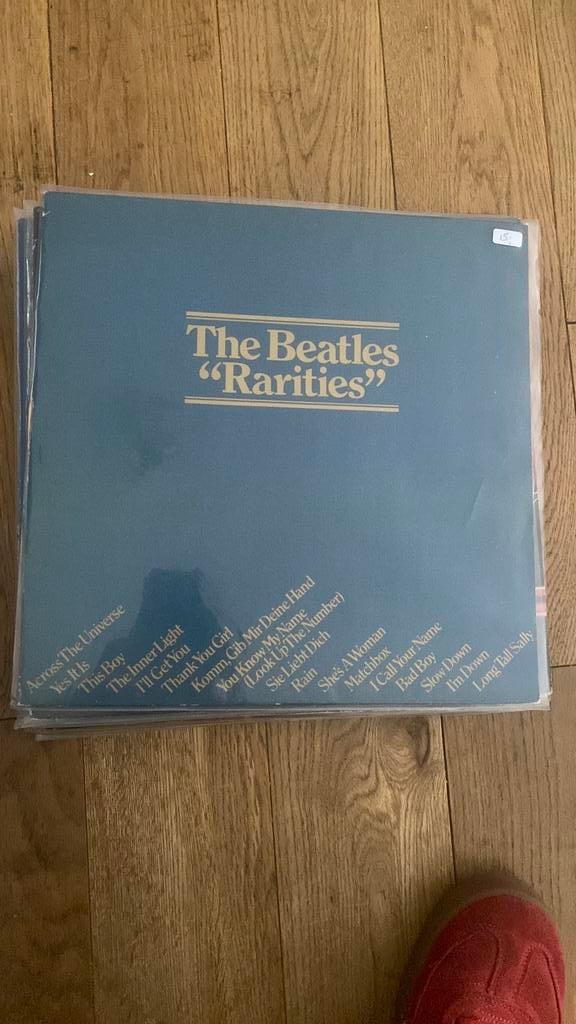 15,-
The Beatles
“Rarities”
Across The Universe
Yes It Is
This Boy
The Inner Light
I'll Get You
Thank You Girl
Komm, Gib Mir Deine Hand
You Know My Name
(Look Up The Number)
Sie Liebt Dich
Rain
She's A Woman
Matchbox
I Call Your Name
Bad Boy
Slow Down
I'm Down
Long Tall Sally